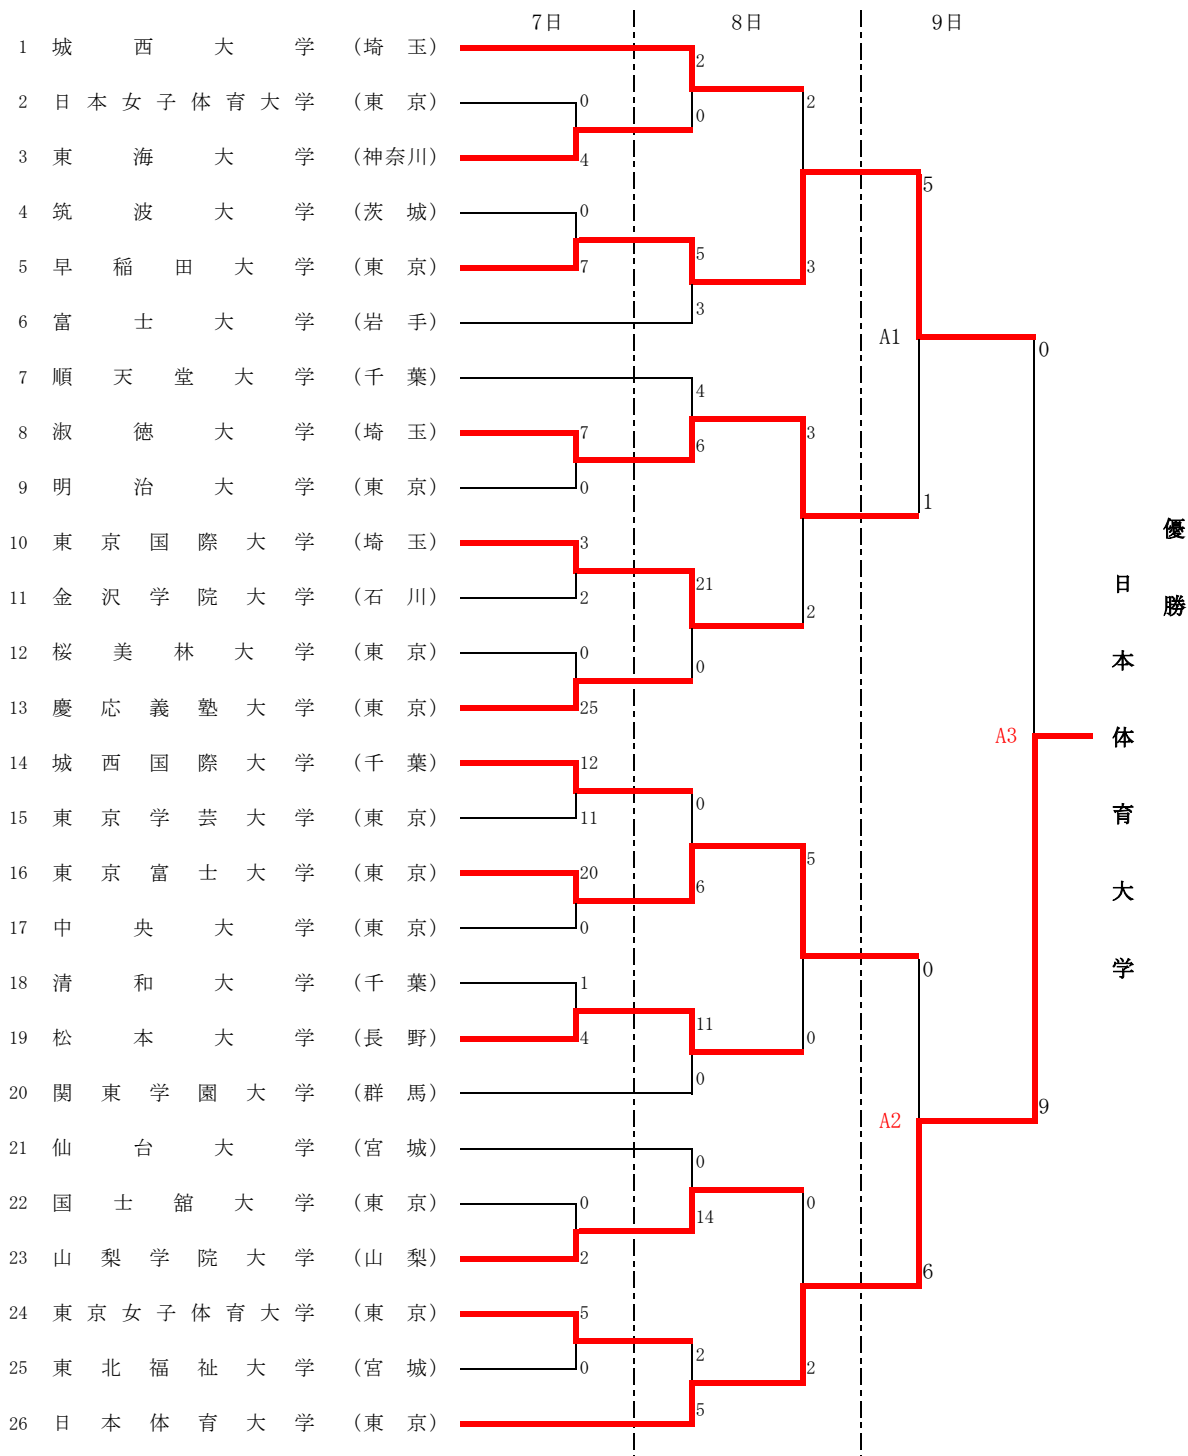 7日 8日 9日
1 城西大学 (埼玉)
2
2 日本女子体育大学 (東京) 0 2
0
3 東海大学 (神奈川) 4
5
4 筑波大学 (茨城) 0
5
5 早稲田大学 (東京) 7 3
3
6 富士大学 (岩手)
A1
0
7 順天堂大学 (千葉)
4
8 淑徳大学 (埼玉) 7 3
6
9 明治大学 (東京) 0
1
10 東京国際大学 (埼玉) 3
21
11 金沢学院大学 (石川) 2
2
12 桜美林大学 (東京) 0
0
13 慶応義塾大学 (東京) 25
A3
14 城西国際大学 (千葉) 12
0
15 東京学芸大学 (東京) 11
5
16 東京富士大学 (東京) 20
6
17 中央大学 (東京) 0
0
18 清和大学 (千葉) 1
11
19 松本大学 (長野) 4 0
0
20 関東学園大学 (群馬)
9
A2
21 仙台大学 (宮城)
0
22 国士舘大学 (東京) 0 0
14
23 山梨学院大学 (山梨) 2
6
24 東京女子体育大学 (東京) 5
2
25 東北福祉大学 (宮城) 0 2
5
26 日本体育大学 (東京)
優勝
日本体育大学